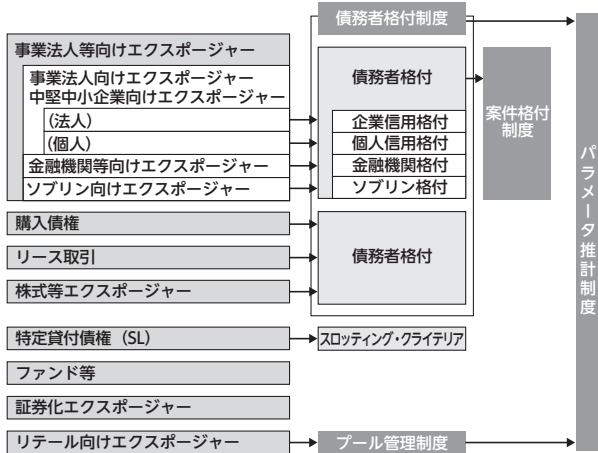 債務者格付制度
事業法人等向けエクスポージャー
事業法人向けエクスポージャー
中堅中小企業向けエクスポージャー
(法人)
(個人)
金融機関等向けエクスポージャー
ソブリン向けエクスポージャー
債務者格付
企業信用格付
個人信用格付
金融機関格付
ソブリン格付
案件格付
制度
パラメータ推計制度
購入債権
リース取引
株式等エクスポージャー
債務者格付
特定貸付債権（SL）
スロッティング・クライテリア
ファンド等
証券化エクスポージャー
リテール向けエクスポージャー
プール管理制度